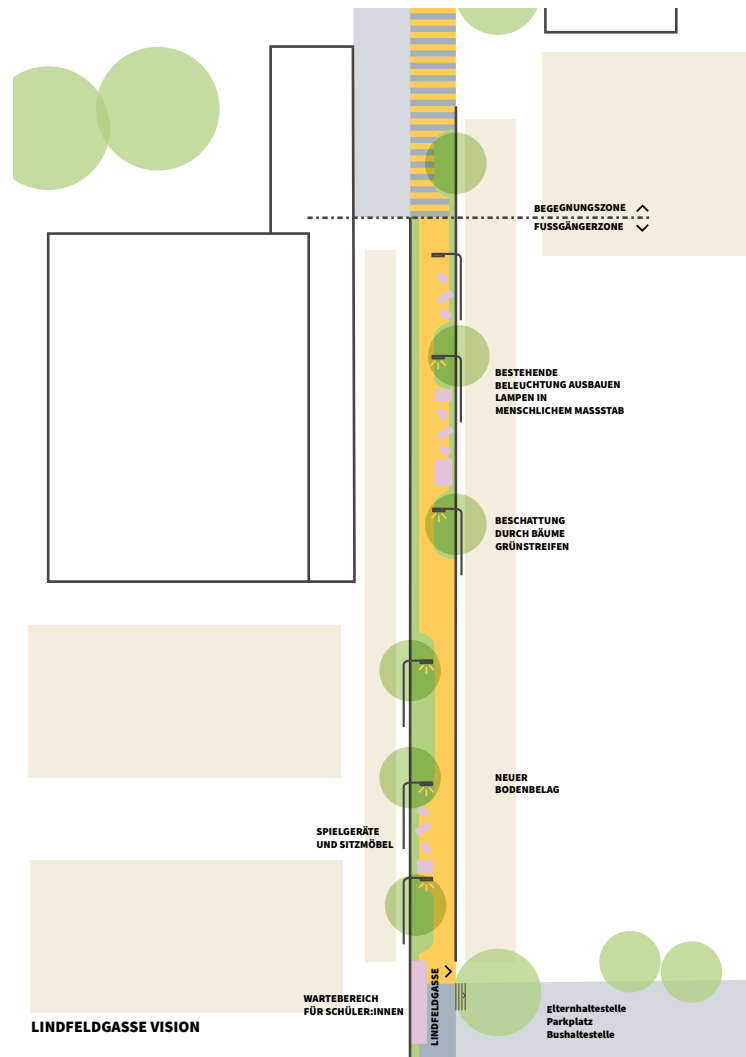 BEGEGNUNGSZONE
FUSSGÄNGERZONE
BESTEHENDE
BELEUCHTUNG AUSBAUEN
LAMPEN IN
MENSCHLICHEM MASSSTAB
BESCHATTUNG
DURCH BÄUME
GRÜNSTREIFEN
NEUER
BODENBELAG
SPIELGERÄTE
UND SITZMÖBEL
LINDFELDGASSE
WARTEBEREICH
FÜR SCHÜLER:INNEN
Elternhaltestelle
Parkplatz
Bushaltestelle
LINDFELDGASSE VISION